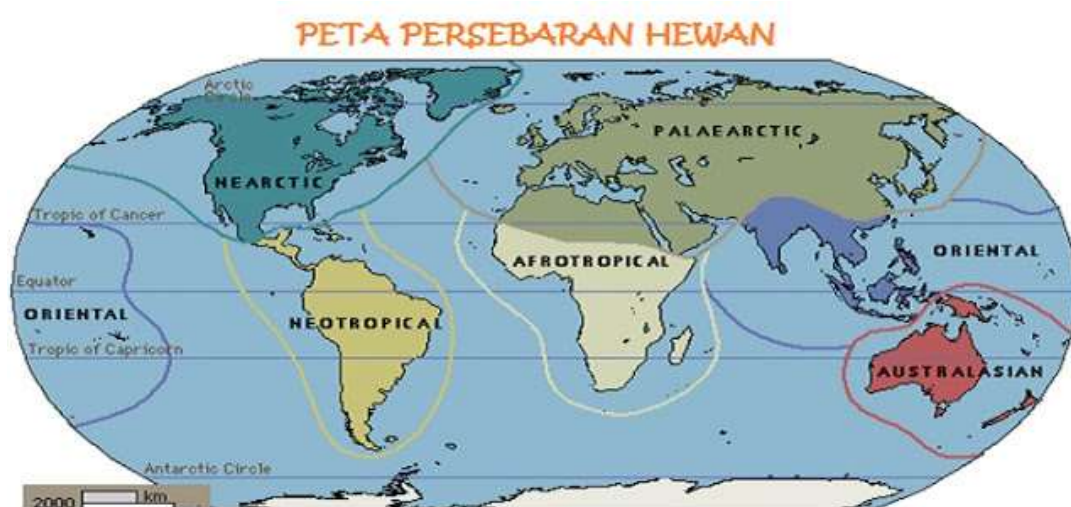 PETA PERSEBARAN HEWAN
Arctic
Circle
PALAEARCTIC
NEARCTIC
Tropic of Cancer
AFROTROPICAL
ORIENTAL
Equator
ORIENTAL
NEOTROPICAL
Tropic of Capricorn
AUSTRALASIAN
Antarctic Circle
2000 km